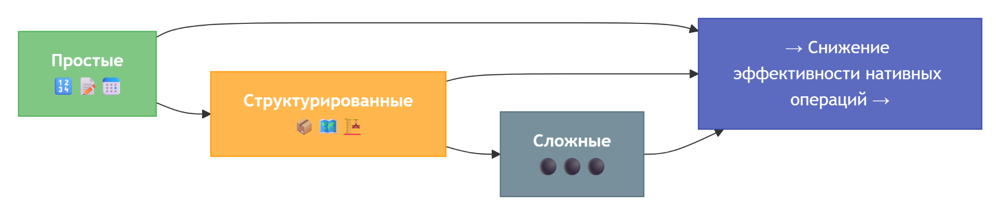 Простые
🔢 📝 📅
Структурированные
📦 🗺️ 🏗️
Сложные
⚫ ⚫ ⚫
→ Снижение
эффективности нативных
операций →